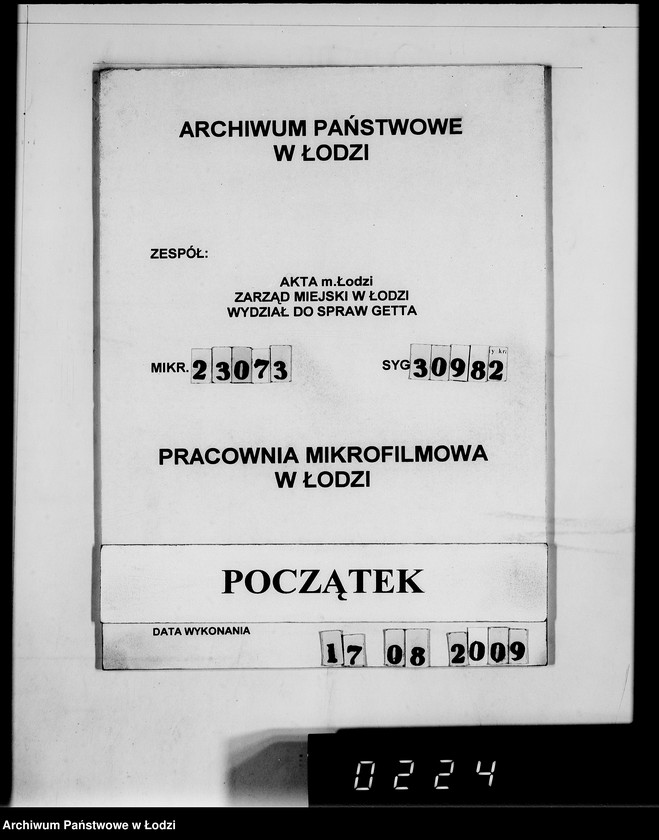 ARCHIWUM PAŃSTWOWE
W ŁODZI
ZESPÓŁ:
AKTA m.Łodzi
ZARZĄD MIEJSKI W ŁODZI
WYDZIAŁ DO SPRAW GETTA
MIKR. 23073 SYG 30982
PRACOWNIA MIKROFILMOWA
W ŁODZI
POCZĄTEK
DATA WYKONANIA 17 08 2009
0224
Archiwum Państwowe w Łodzi